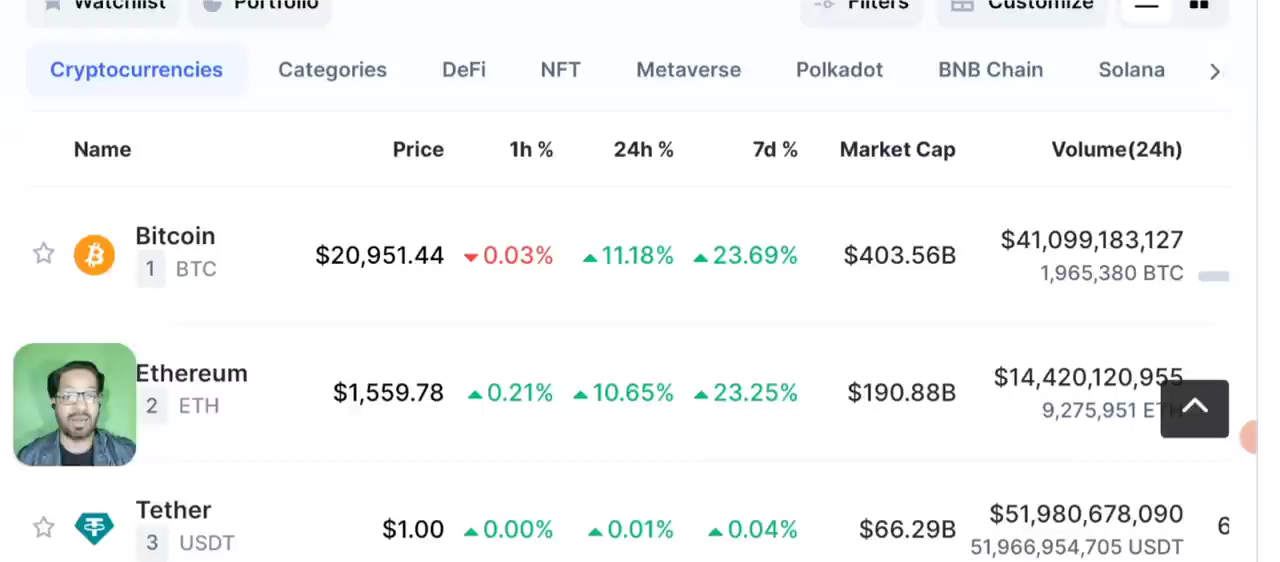 Watchlist Portfolio Filters Customize
Cryptocurrencies Categories DeFi NFT Metaverse Polkadot BNB Chain Solana
Name Price 1h % 24h % 7d % Market Cap Volume(24h)
Bitcoin
1 BTC
$20,951.44 0.03% 11.18% 23.69% $403.56B $41,099,183,127
1,965,380 BTC
Ethereum
2 ETH
$1,559.78 0.21% 10.65% 23.25% $190.88B $14,420,120,955
9,275,951 ETH
Tether
3 USDT
$1.00 0.00% 0.01% 0.04% $66.29B $51,980,678,090
51,966,954,705 USDT
6